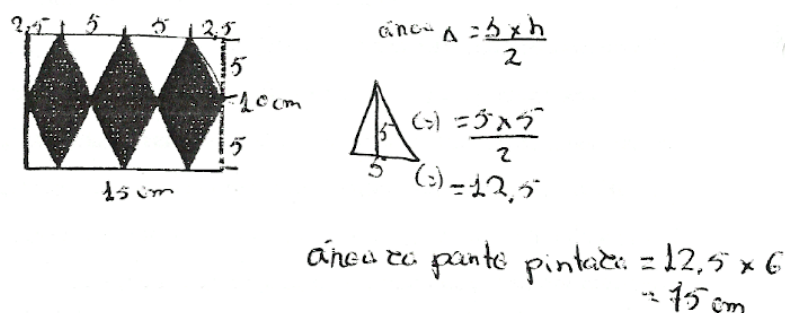 2,5 5 5 2,5
5
10 cm
5
15 cm
área Δ = b x h
2
5
5
(=) = 5 x 5
2
(=) = 12,5
área da parte pintada = 12,5 x 6
= 75 cm